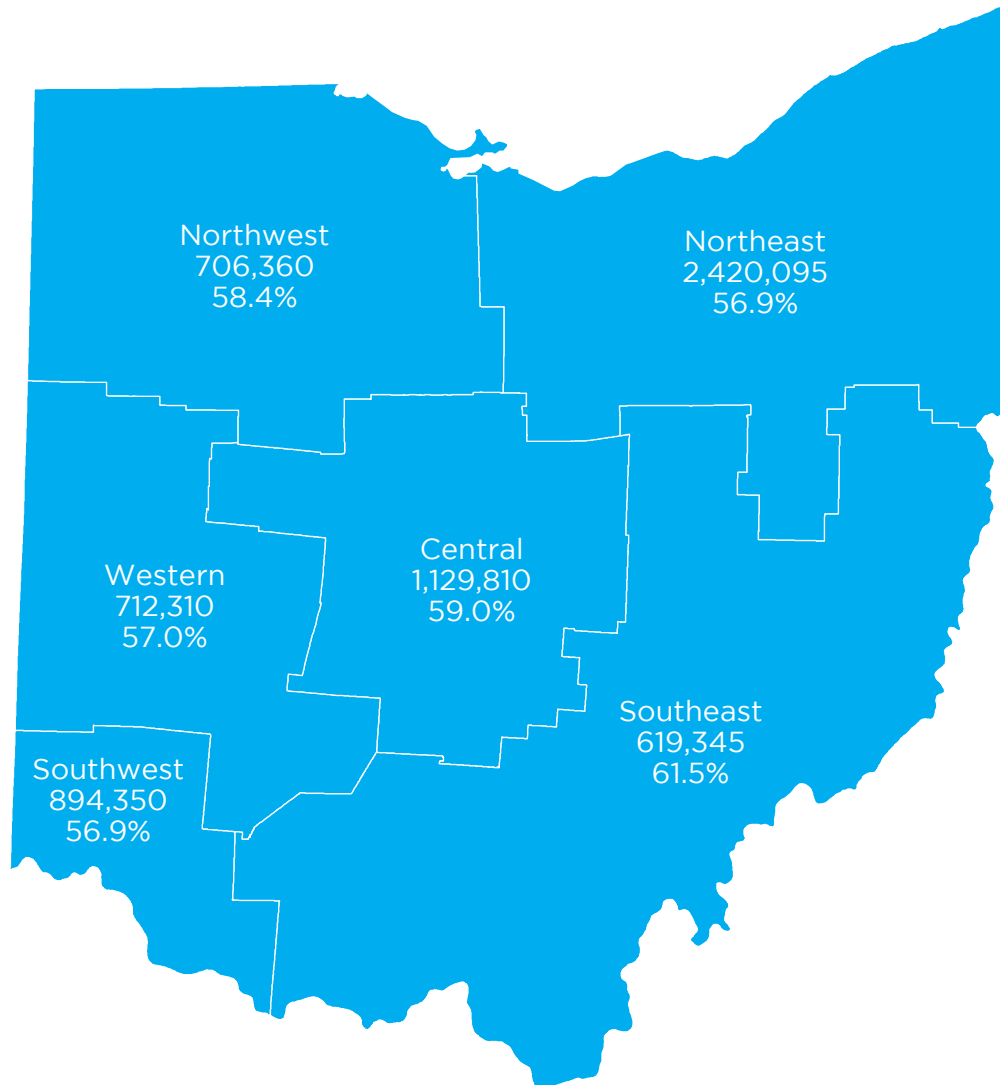 Northwest
706,360
58.4%
Northeast
2,420,095
56.9%
Western
712,310
57.0%
Central
1,129,810
59.0%
Southeast
619,345
61.5%
Southwest
894,350
56.9%